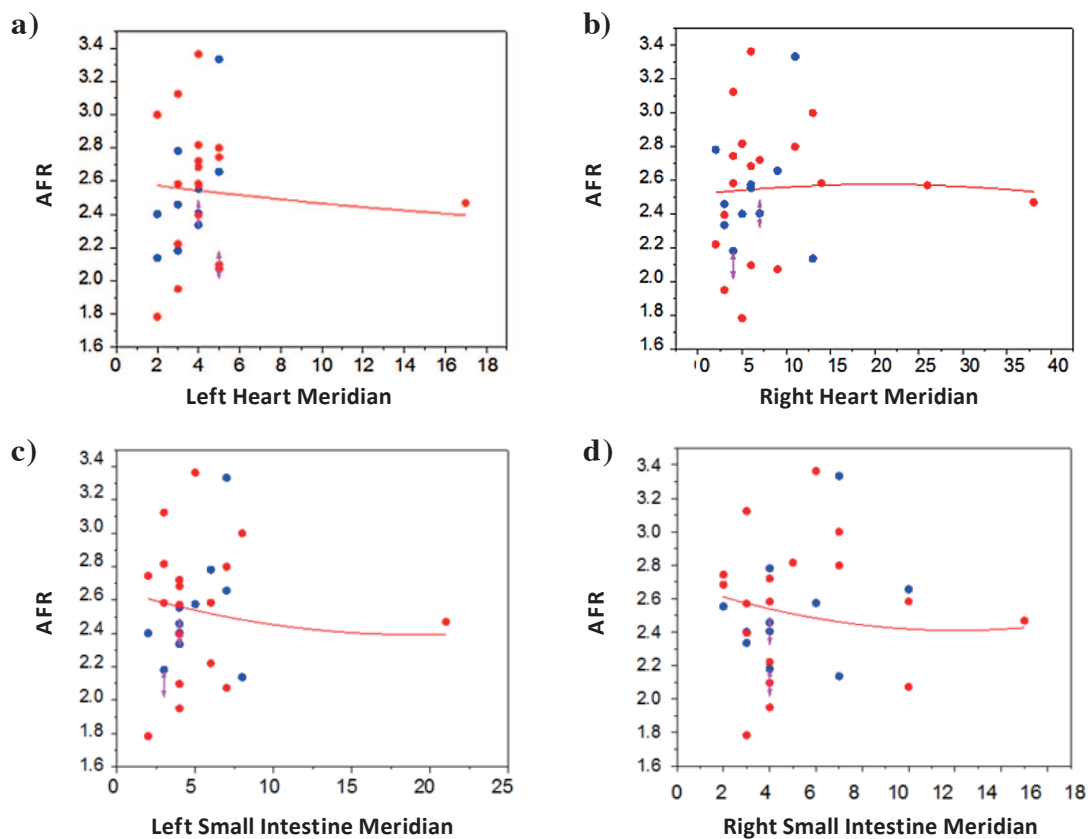 a)
3.4
3.2
3.0
2.8
2.6
2.4
2.2
2.0
1.8
1.6
AFR
0 2 4 6 8 10 12 14 16 18
Left Heart Meridian
b)
3.4
3.2
3.0
2.8
2.6
2.4
2.2
2.0
1.8
1.6
AFR
0 5 10 15 20 25 30 35 40
Right Heart Meridian
c)
3.4
3.2
3.0
2.8
2.6
2.4
2.2
2.0
1.8
1.6
AFR
0 5 10 15 20 25
Left Small Intestine Meridian
d)
3.4
3.2
3.0
2.8
2.6
2.4
2.2
2.0
1.8
1.6
AFR
0 2 4 6 8 10 12 14 16 18
Right Small Intestine Meridian